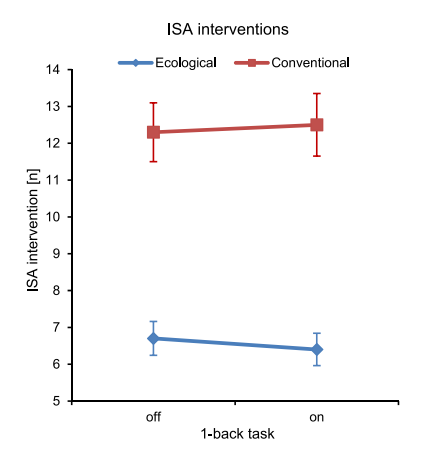 ISA interventions
Ecological Conventional
14
13
12
11
10
9
8
7
6
5
ISA intervention [n]
off on
1-back task